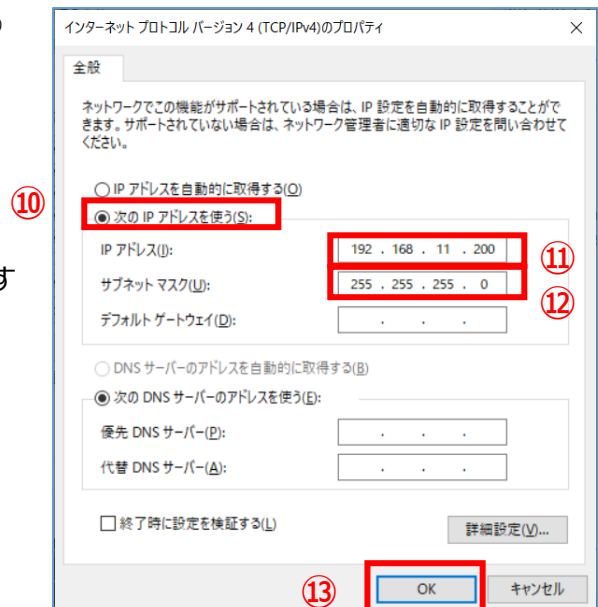 インターネット プロトコル バージョン 4 (TCP/IPv4)のプロパティ
全般
ネットワークでこの機能がサポートされている場合は、IP 設定を自動的に取得することがで
きます。サポートされていない場合は、ネットワーク管理者に適切な IP 設定を問い合わせて
ください。
IP アドレスを自動的に取得する(O)
⑩
次の IP アドレスを使う(S):
IP アドレス(I): 192 . 168 . 11 . 200
⑪
す
サブネット マスク(U): 255 . 255 . 255 . 0
⑫
デフォルト ゲートウェイ(D): . . .
DNS サーバーのアドレスを自動的に取得する(B)
次の DNS サーバーのアドレスを使う(E):
優先 DNS サーバー(P): . . .
代替 DNS サーバー(A): . . .
終了時に設定を検証する(L)
詳細設定(V)...
⑬
OK キャンセル